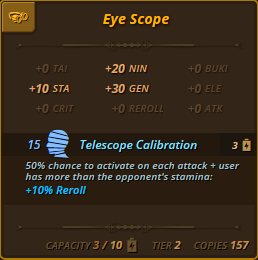 Eye Scope
+0 TAI +20 NIN +0 BUKI
+10 STA +30 GEN +0 ELE
+0 CRIT +0 REROLL +0 ATK
15 Telescope Calibration 3
50% chance to activate on each attack + user
has more than the opponent's stamina:
+10% Reroll
CAPACITY 3 / 10 TIER 2 COPIES 157